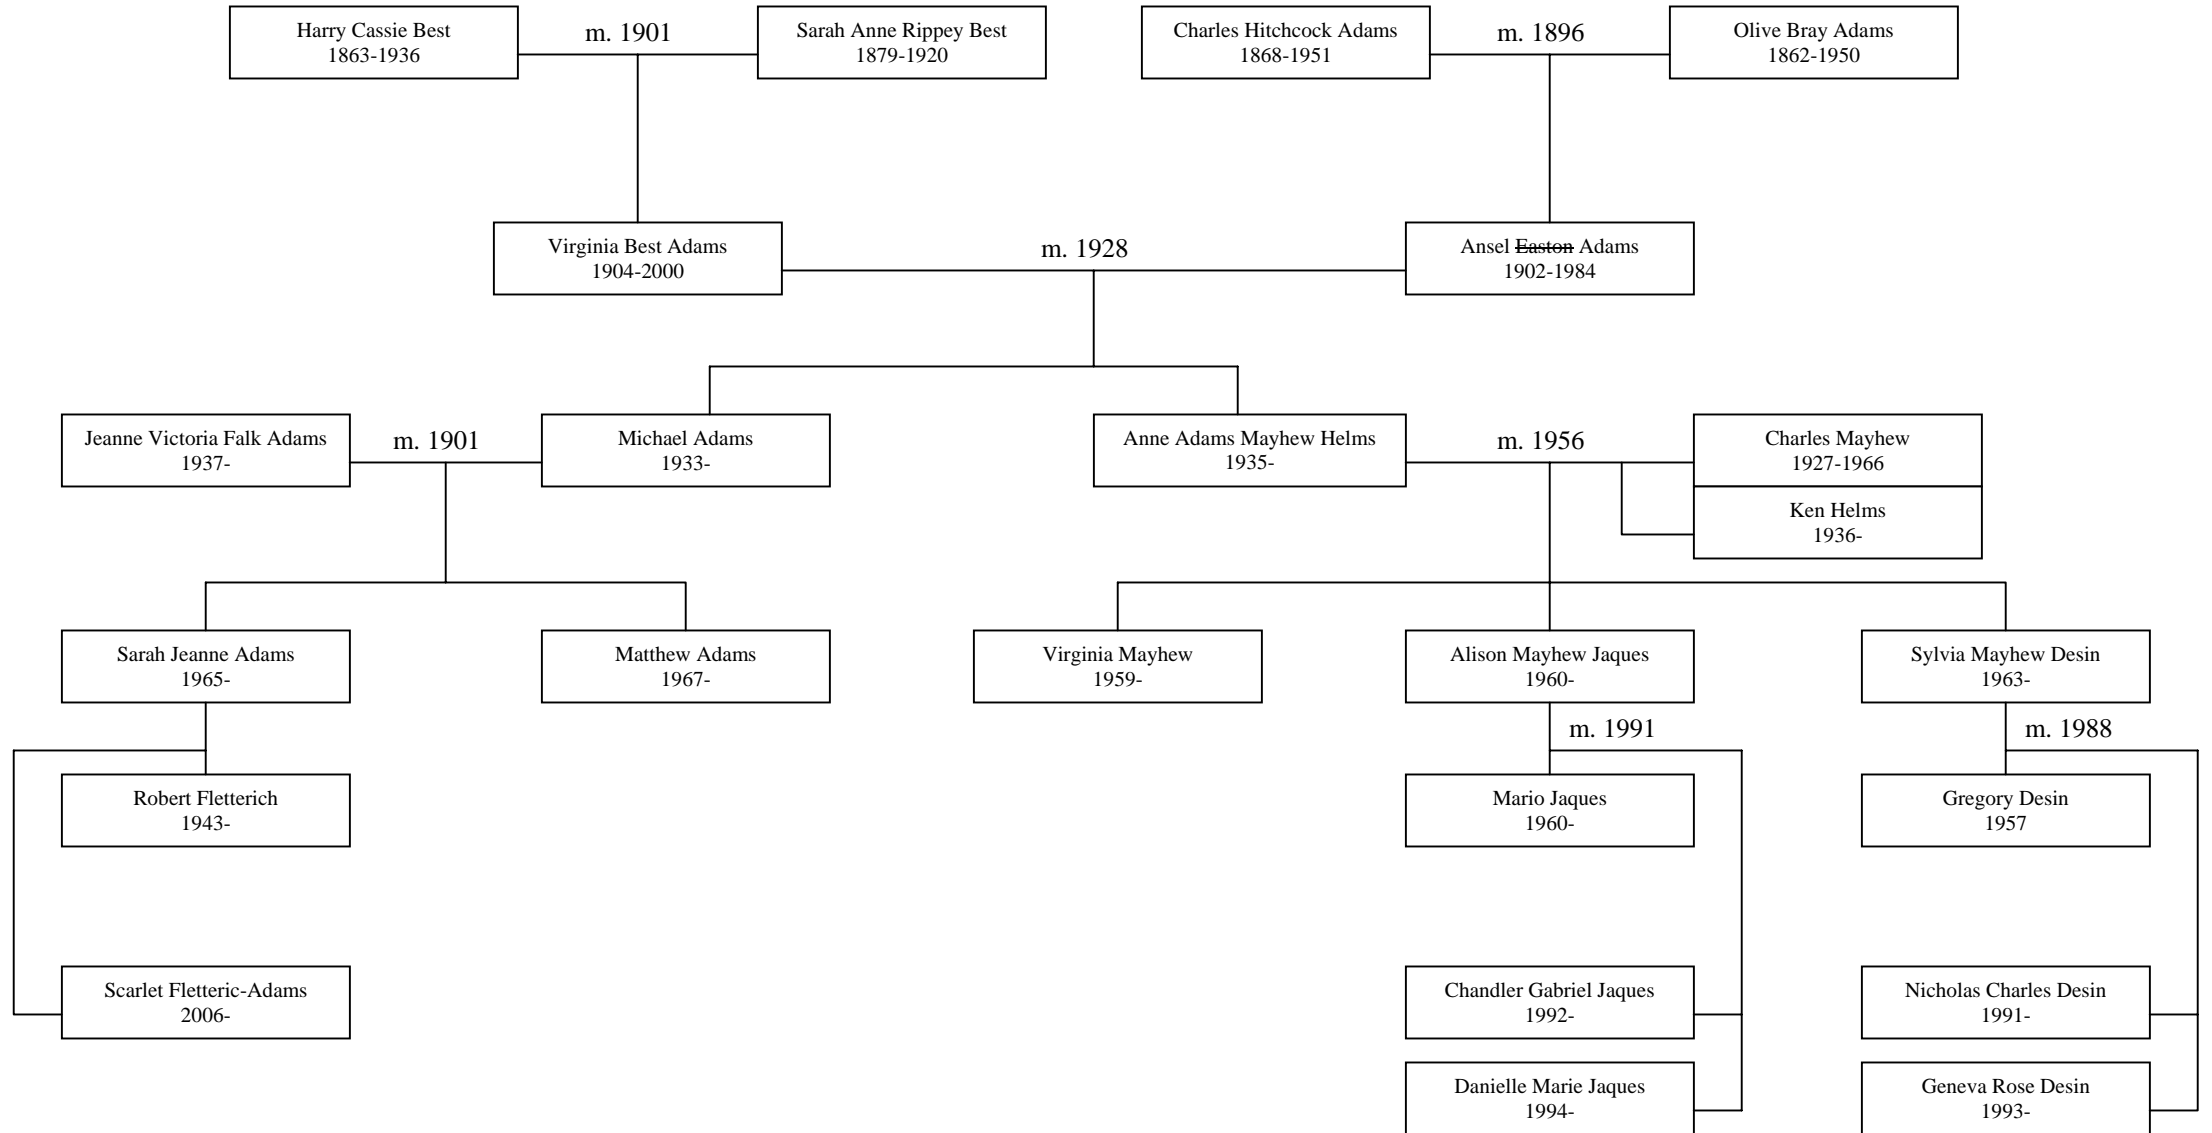 Harry Cassie Best
1863-1936
m. 1901
Sarah Anne Rippey Best
1879-1920
Charles Hitchcock Adams
1868-1951
m. 1896
Olive Bray Adams
1862-1950
Virginia Best Adams
1904-2000
m. 1928
Ansel Easton Adams
1902-1984
Jeanne Victoria Falk Adams
1937-
m. 1901
Michael Adams
1933-
Anne Adams Mayhew Helms
1935-
m. 1956
Charles Mayhew
1927-1966
Ken Helms
1936-
Sarah Jeanne Adams
1965-
Matthew Adams
1967-
Virginia Mayhew
1959-
Alison Mayhew Jaques
1960-
Sylvia Mayhew Desin
1963-
m. 1991
m. 1988
Robert Fletterich
1943-
Mario Jaques
1960-
Gregory Desin
1957
Scarlet Fletteric-Adams
2006-
Chandler Gabriel Jaques
1992-
Nicholas Charles Desin
1991-
Danielle Marie Jaques
1994-
Geneva Rose Desin
1993-